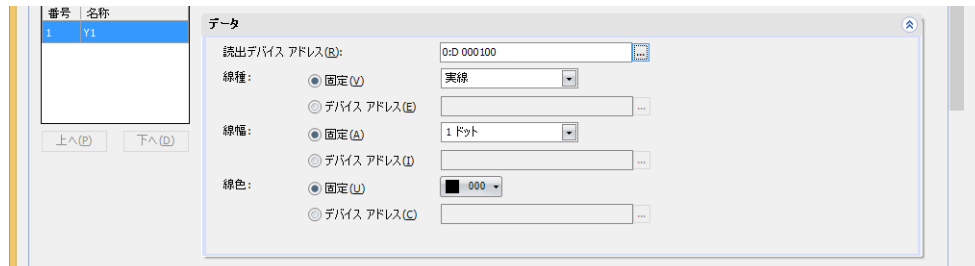 番号 名称
1 Y1
上へ(P) 下へ(D)
データ
読出デバイス アドレス(R): 0:D 000100 ...
線種: 固定(V) 実線
デバイス アドレス(E) ...
線幅: 固定(A) 1 ドット
デバイス アドレス(I) ...
線色: 固定(U) 000
デバイス アドレス(C) ...